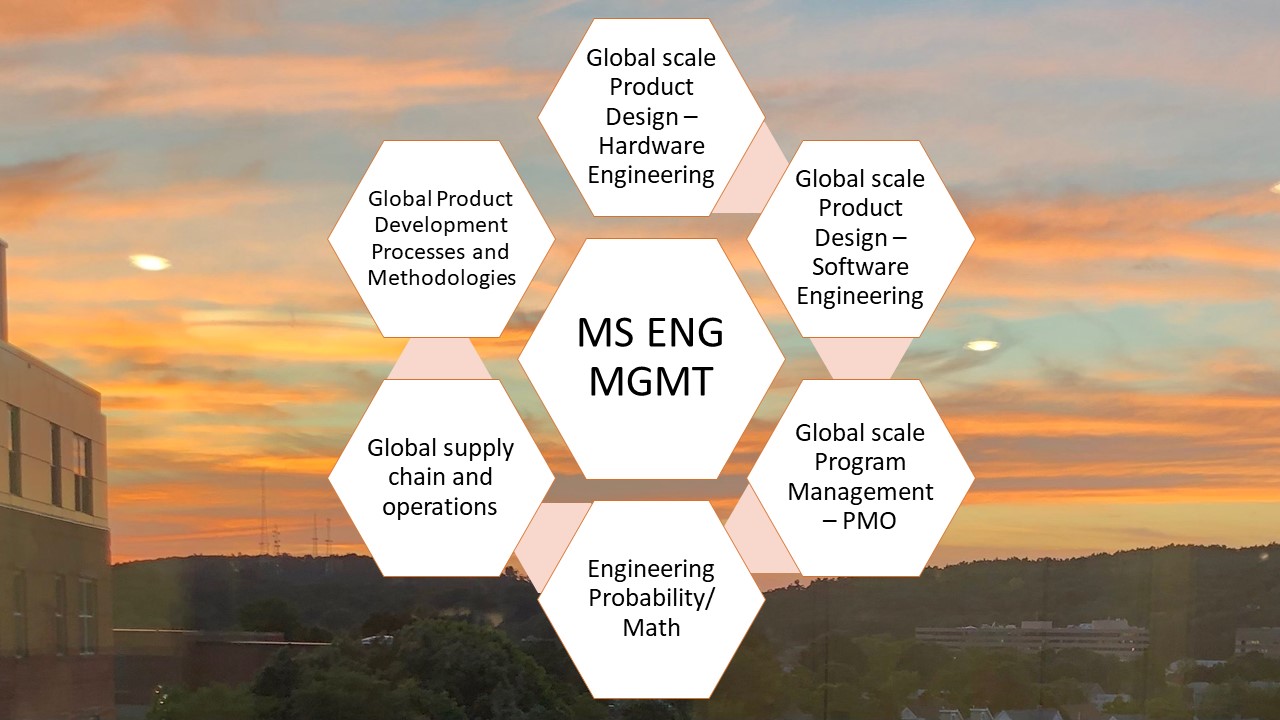 Global scale
Product
Design –
Hardware
Engineering
Global scale
Product
Design –
Software
Engineering
Global scale
Program
Management
– PMO
Engineering
Probability/
Math
Global supply
chain and
operations
Global Product
Development
Processes and
Methodologies
MS ENG
MGMT